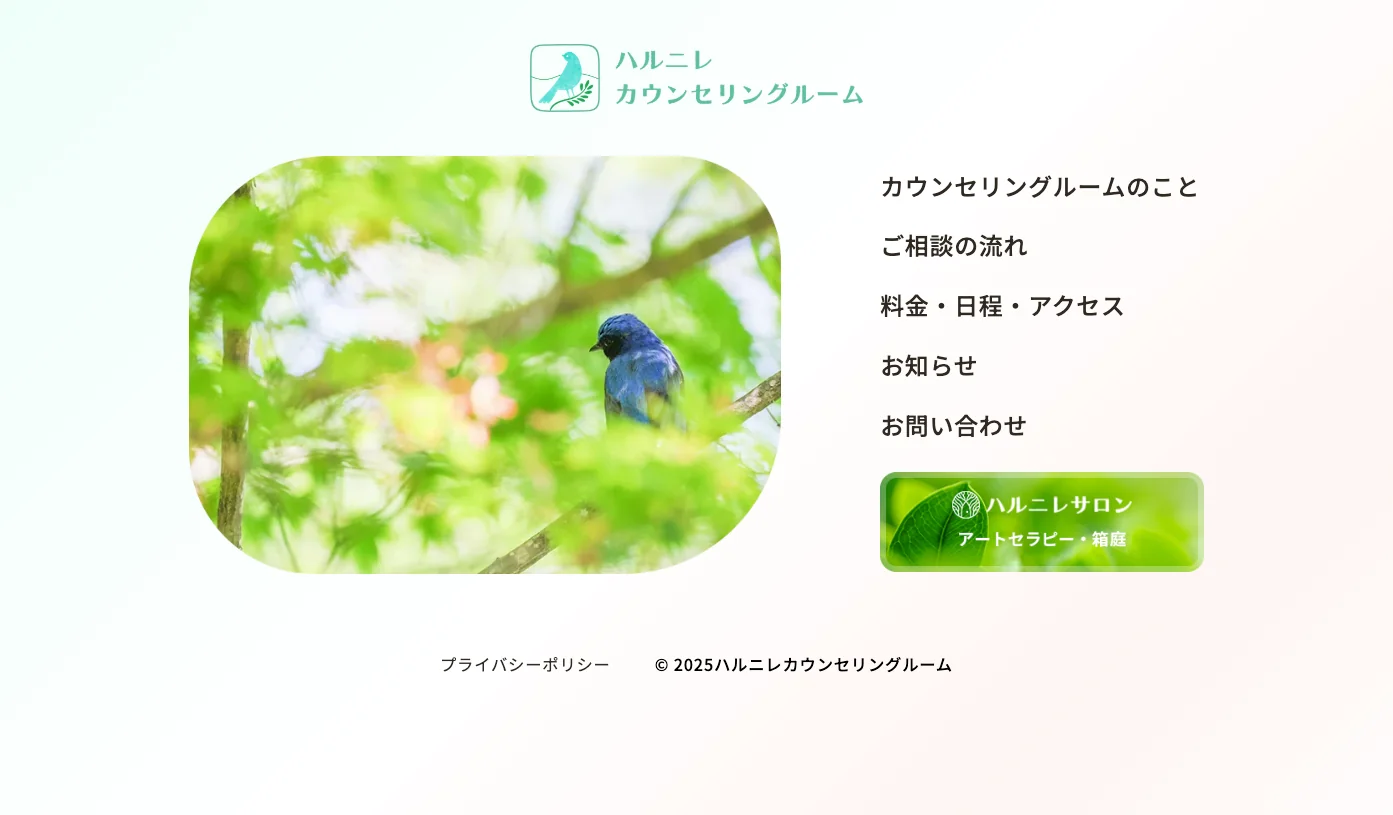 ハルニレ
カウンセリングルーム
カウンセリングルームのこと
ご相談の流れ
料金・日程・アクセス
お知らせ
お問い合わせ
ハルニレサロン
アートセラピー・箱庭
プライバシーポリシー
© 2025ハルニレカウンセリングルーム